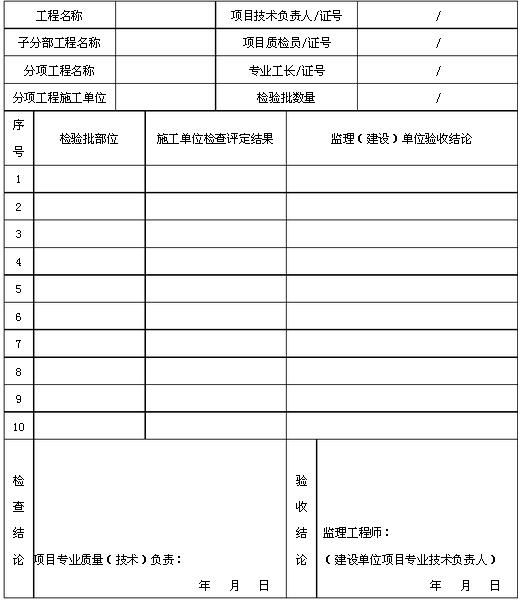 工程名称 项目技术负责人/证号 /
子分部工程名称 项目质检员/证号 /
分项工程名称 专业工长/证号 /
分项工程施工单位 检验批数量 /
序号 检验批部位 施工单位检查评定结果 监理(建设)单位验收结论
1
2
3
4
5
6
7
8
9
10
检查结论
项目专业质量(技术)负责:
年 月 日
验收结论
监理工程师:
(建设单位项目专业技术负责人)
年 月 日